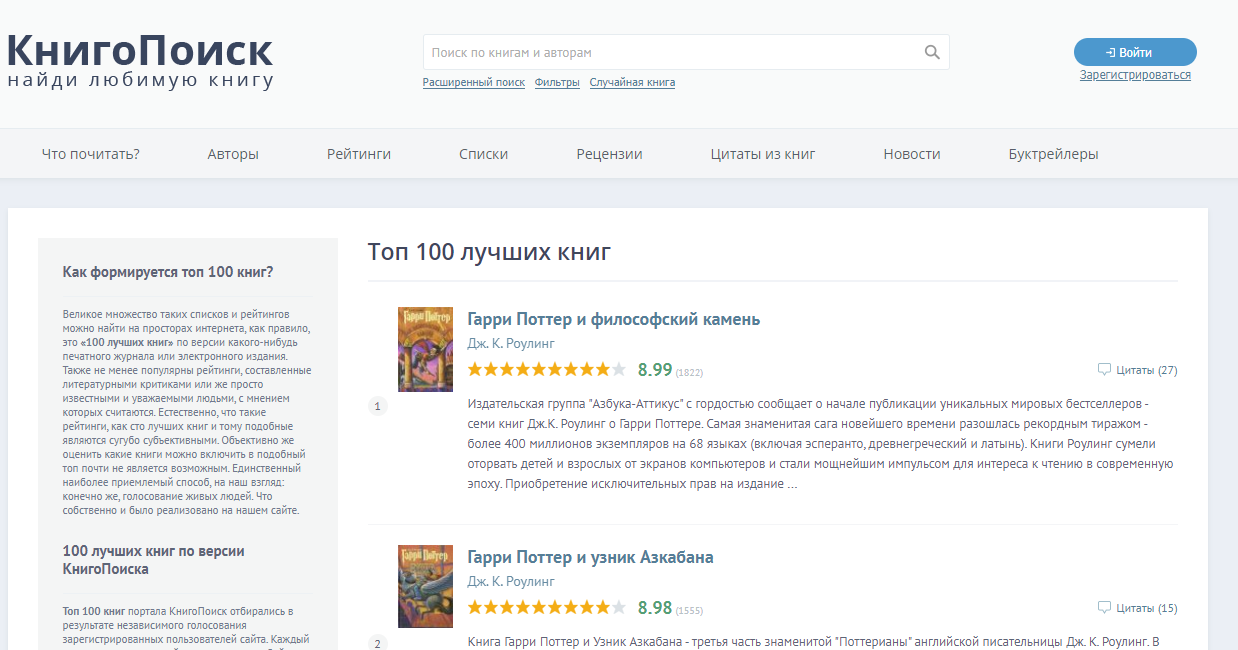 КнигоПоиск
найди любимую книгу
Поиск по книгам и авторам
Войти
Расширенный поиск Фильтры Случайная книга
Зарегистрироваться
Что почитать? Авторы Рейтинги Списки Рецензии Цитаты из книг Новости Буктрейлеры
Как формируется топ 100 книг?
Великое множество таких списков и рейтингов
можно найти на просторах интернета, как правило,
это «100 лучших книг» по версии какого-нибудь
печатного журнала или электронного издания.
Также не менее популярны рейтинги, составленные
литературными критиками или же просто
известными и уважаемыми людьми, с мнением
которых считаются. Естественно, что такие
рейтинги, как сто лучших книг и тому подобные
являются сугубо субъективными. Объективно же
оценить какие книги можно включить в подобный
топ почти не является возможным. Единственный
наиболее приемлемый способ, на наш взгляд:
конечно же, голосование живых людей. Что
собственно и было реализовано на нашем сайте.
100 лучших книг по версии
КнигоПоиска
Топ 100 книг портала КнигоПоиск отбирались в
результате независимого голосования
зарегистрированных пользователей сайта. Каждый
Топ 100 лучших книг
1
Гарри Поттер
Гарри Поттер и философский камень
Дж. К. Роулинг
8.99 (1822)
Цитаты (27)
Издательская группа "Азбука-Аттикус" с гордостью сообщает о начале публикации уникальных мировых бестселлеров -
семи книг Дж.К. Роулинг о Гарри Поттере. Самая знаменитая сага новейшего времени разошлась рекордным тиражом -
более 400 миллионов экземпляров на 68 языках (включая эсперанто, древнегреческий и латынь). Книги Роулинг сумели
оторвать детей и взрослых от экранов компьютеров и стали мощнейшим импульсом для интереса к чтению в современную
эпоху. Приобретение исключительных прав на издание ...
2
Гарри Поттер
Гарри Поттер и узник Азкабана
Дж. К. Роулинг
8.98 (1555)
Цитаты (15)
Книга Гарри Поттер и Узник Азкабана - третья часть знаменитой "Поттерианы" английской писательницы Дж. К. Роулинг. В